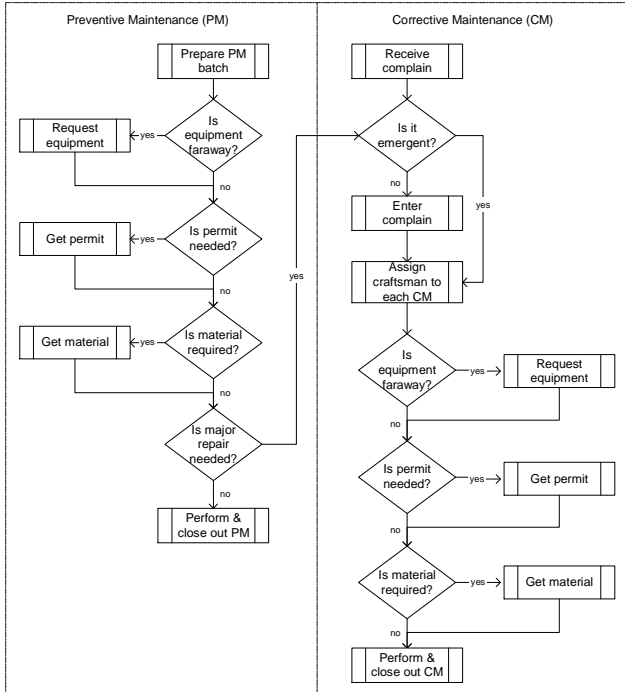 Preventive Maintenance (PM)
Prepare PM
batch
Is
equipment
faraway?
yes
Request
equipment
no
Is permit
needed?
yes
Get permit
no
Is material
required?
yes
Get material
no
Is major
repair
needed?
yes
no
Perform &
close out PM
Corrective Maintenance (CM)
Receive
complain
Is it
emergent?
no
yes
Enter
complain
Assign
craftsman to
each CM
Is
equipment
faraway?
yes
Request
equipment
no
Is permit
needed?
yes
Get permit
no
Is material
required?
yes
Get material
no
Perform &
close out CM